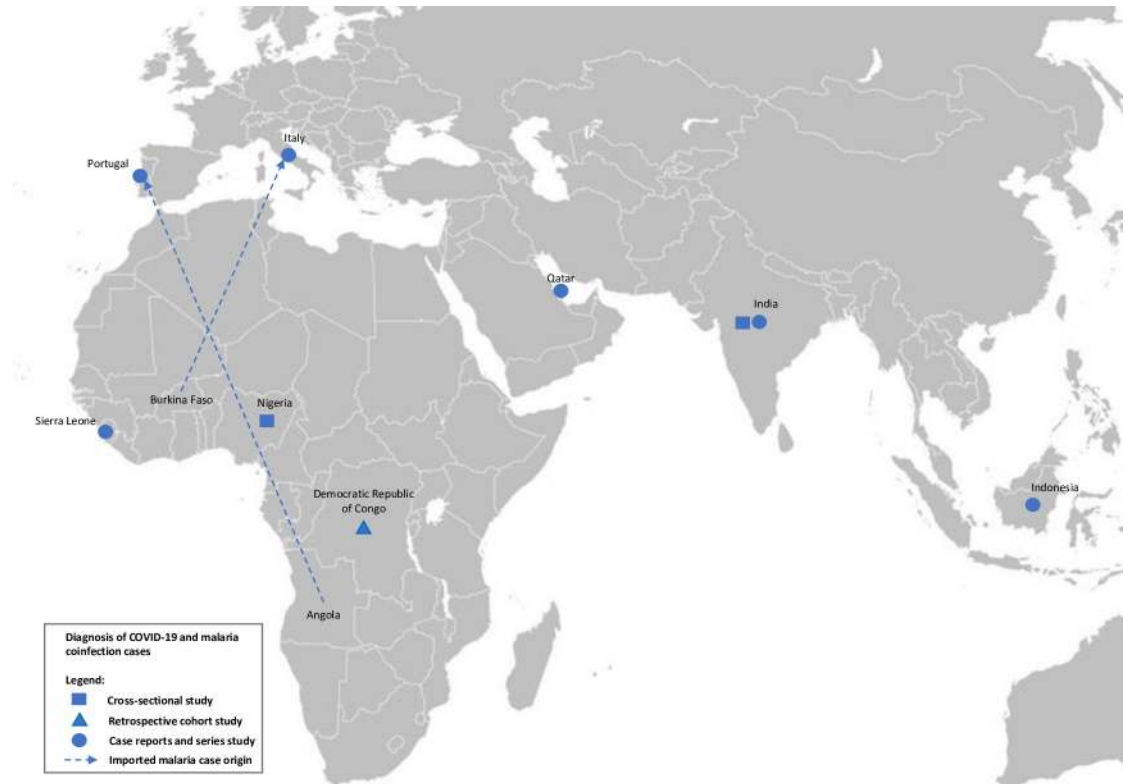 Italy
Portugal
Qatar
India
Burkina Faso
Nigeria
Sierra Leone
Indonesia
Democratic Republic
of Congo
Angola
Diagnosis of COVID-19 and malaria
coinfection cases
Legend:
Cross-sectional study
Retrospective cohort study
Case reports and series study
Imported malaria case origin